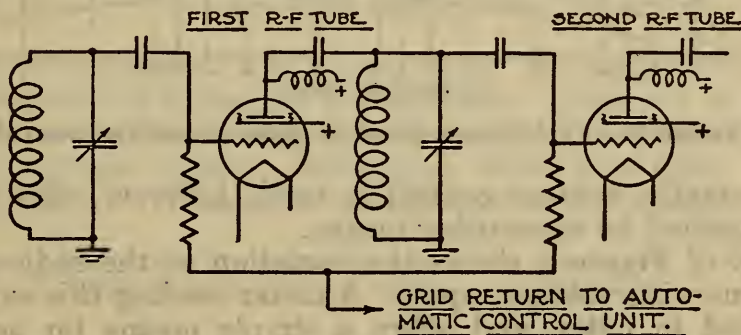 FIRST R-F TUBE
SECOND R-F TUBE
+
+
+
+
GRID RETURN TO AUTO-
MATIC CONTROL UNIT.